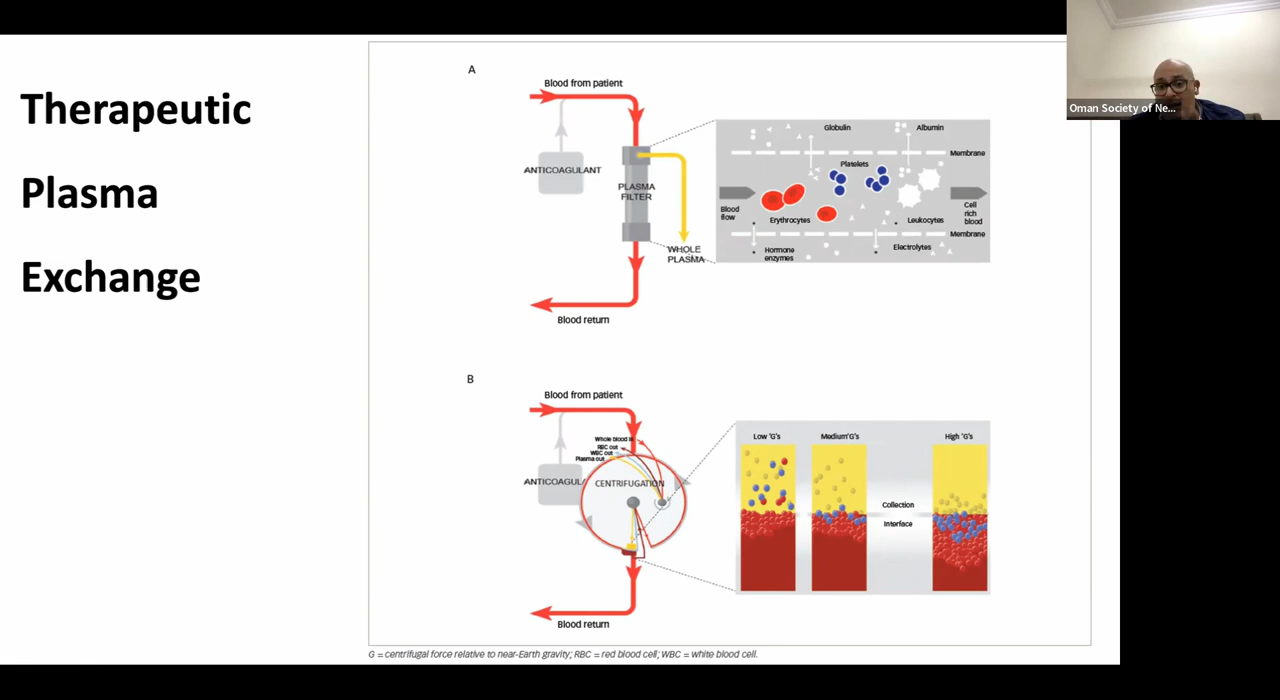 Therapeutic
Plasma
Exchange
A
Blood from patient
ANTICOAGULANT
PLASMA
FILTER
WHOLE
PLASMA
Blood return
Globulin
Albumin
Membrane
Platelets
Blood
flow
Erythrocytes
Leukocytes
Cell
rich
blood
Membrane
Hormone
enzymes
Electrolytes
B
Blood from patient
Whole blood in
RBC out
WBC out
Plasma out
ANTICOAGUL
CENTRIFUGATION
Blood return
Low 'G's
Medium'G's
High 'G's
Collection
Interface
G = centrifugal force relative to near-Earth gravity; RBC = red blood cell; WBC = white blood cell.
Oman Society of Ne...